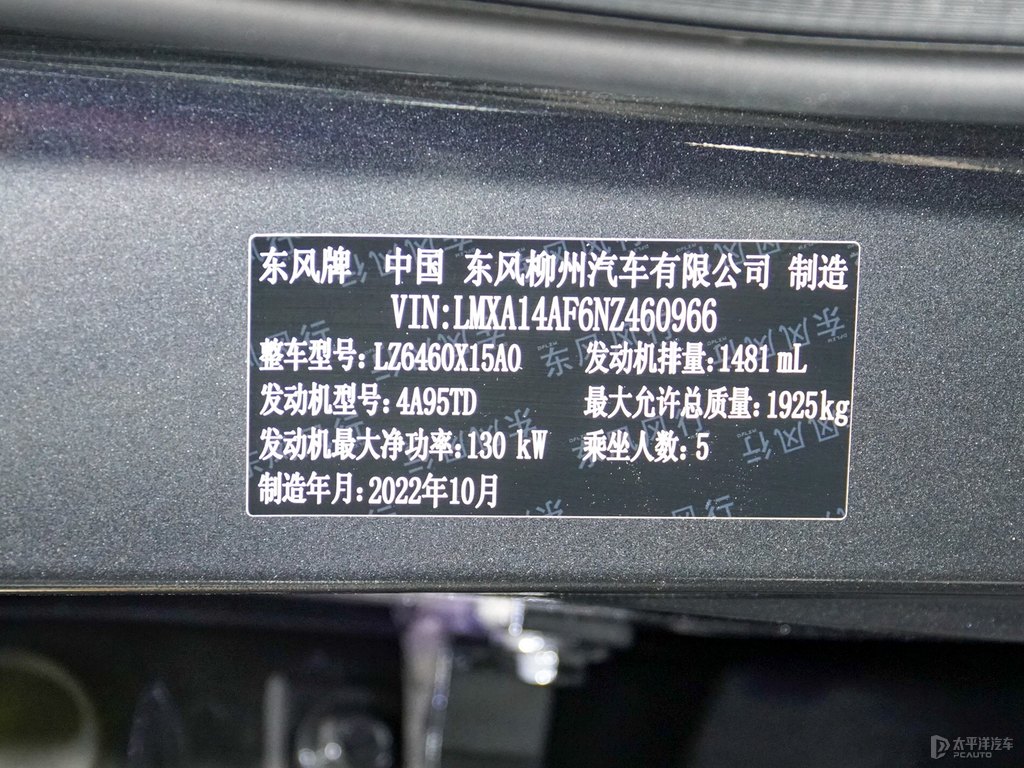 东风牌 中国 东风柳州汽车有限公司 制造
VIN:LMXA14AF6NZ460966
整车型号:LZ6460X15A0 发动机排量:1481 mL
发动机型号:4A95TD 最大允许总质量:1925kg
发动机最大净功率:130 kW 乘坐人数:5
制造年月:2022年10月
太平洋汽车
PCAUTO